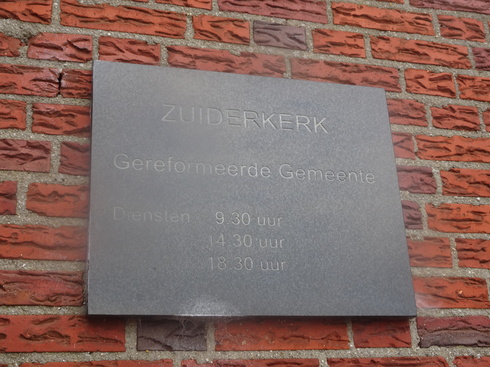 ZUIDERKERK
Gereformeerde Gemeente
Diensten 9.30 uur
14.30 uur
18.30 uur